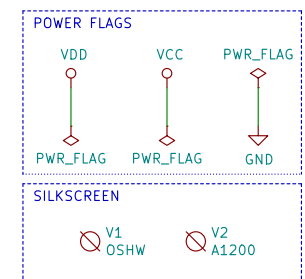 POWER FLAGS
VDD VCC PWR_FLAG
PWR_FLAG PWR_FLAG GND
SILKSCREEN
V1 V2
OSHW A1200